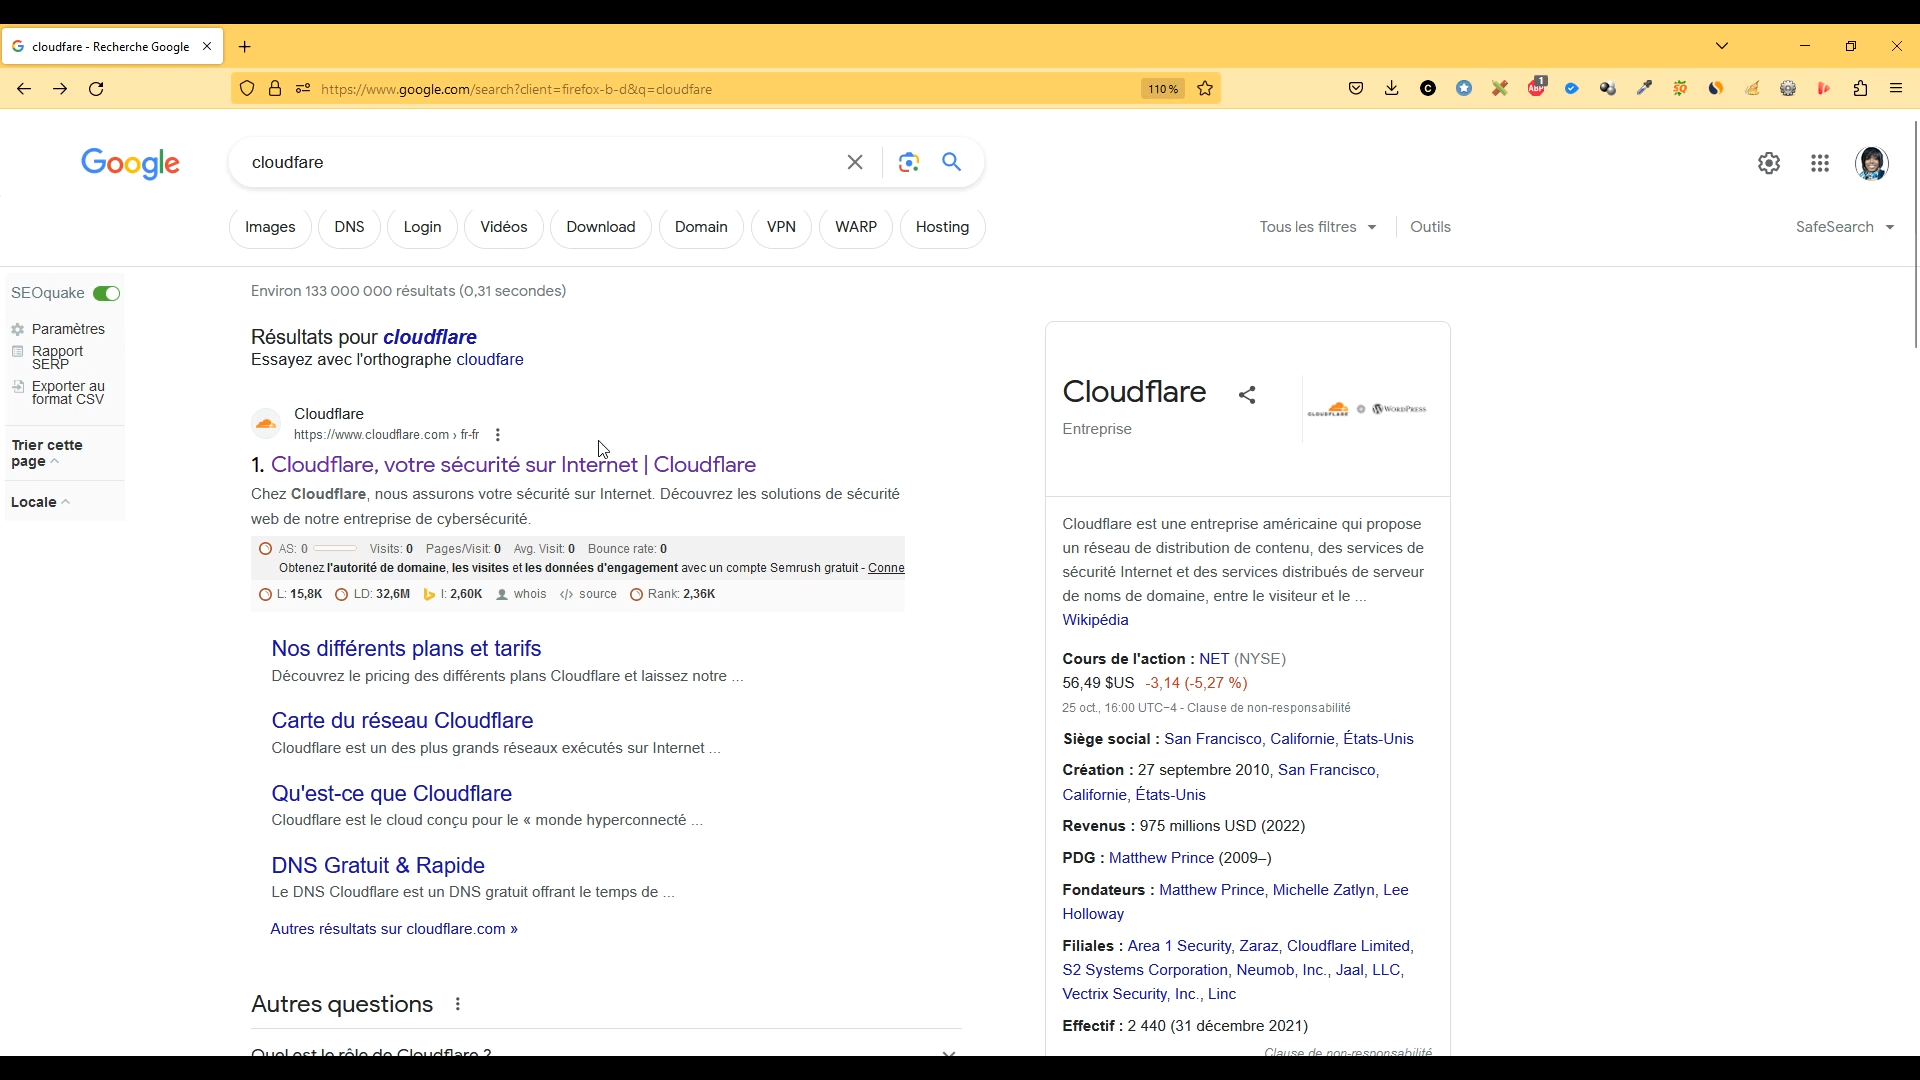 cloudfare - Recherche Google
https://www.google.com/search?client=firefox-b-d&q=cloudfare
110 %
1
ABP
Google
cloudfare
Images
DNS
Login
Vidéos
Download
Domain
VPN
WARP
Hosting
Tous les filtres
Outils
SafeSearch
SEOquake
Paramètres
Rapport
SERP
Exporter au
format CSV
Trier cette
page
Locale
Environ 133 000 000 résultats (0,31 secondes)
Résultats pour cloudflare
Essayez avec l'orthographe cloudfare
Cloudflare
https://www.cloudflare.com › fr-fr
1. Cloudflare, votre sécurité sur Internet | Cloudflare
Chez Cloudflare, nous assurons votre sécurité sur Internet. Découvrez les solutions de sécurité
web de notre entreprise de cybersécurité.
AS: 0 Visits: 0 Pages/Visit: 0 Avg. Visit: 0 Bounce rate: 0
Obtenez l'autorité de domaine, les visites et les données d'engagement avec un compte Semrush gratuit - Conne
L: 15,8K LD: 32,6M I: 2,60K whois </> source Rank: 2,36K
Nos différents plans et tarifs
Découvrez le pricing des différents plans Cloudflare et laissez notre ...
Carte du réseau Cloudflare
Cloudflare est un des plus grands réseaux exécutés sur Internet ...
Qu'est-ce que Cloudflare
Cloudflare est le cloud conçu pour le « monde hyperconnecté ...
DNS Gratuit & Rapide
Le DNS Cloudflare est un DNS gratuit offrant le temps de ...
Autres résultats sur cloudflare.com »
Autres questions
Quel est le rôle de Cloudflare ?
Cloudflare
Entreprise
CLOUDFLARE
WORDPRESS
Cloudflare est une entreprise américaine qui propose
un réseau de distribution de contenu, des services de
sécurité Internet et des services distribués de serveur
de noms de domaine, entre le visiteur et le ...
Wikipédia
Cours de l'action : NET (NYSE)
56,49 $US -3,14 (-5,27 %)
25 oct., 16:00 UTC−4 - Clause de non-responsabilité
Siège social : San Francisco, Californie, États-Unis
Création : 27 septembre 2010, San Francisco,
Californie, États-Unis
Revenus : 975 millions USD (2022)
PDG : Matthew Prince (2009–)
Fondateurs : Matthew Prince, Michelle Zatlyn, Lee
Holloway
Filiales : Area 1 Security, Zaraz, Cloudflare Limited,
S2 Systems Corporation, Neumob, Inc., Jaal, LLC,
Vectrix Security, Inc., Linc
Effectif : 2 440 (31 décembre 2021)
Clause de non-responsabilité